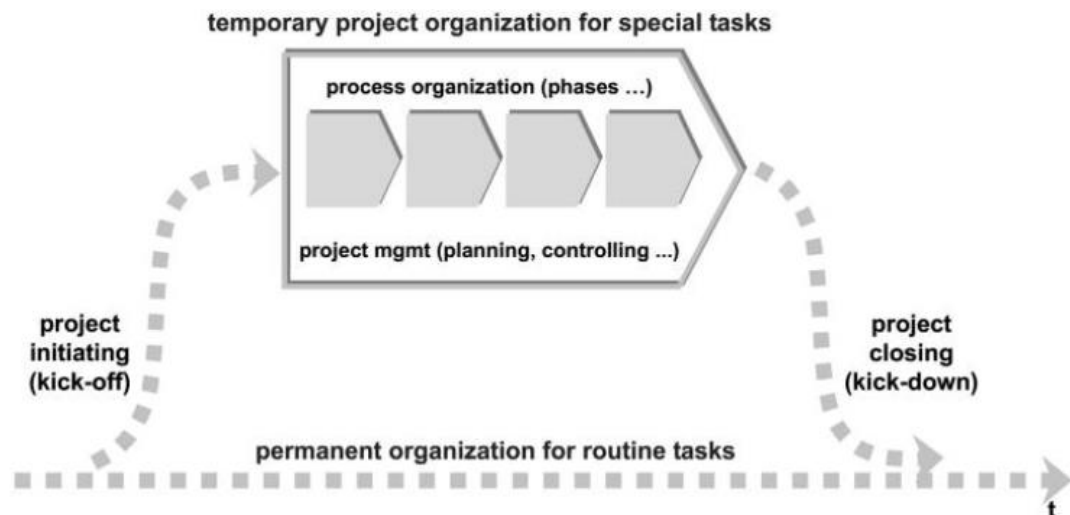 temporary project organization for special tasks
process organization (phases ...)
project mgmt (planning, controlling ...)
project
initiating
(kick-off)
project
closing
(kick-down)
permanent organization for routine tasks
t